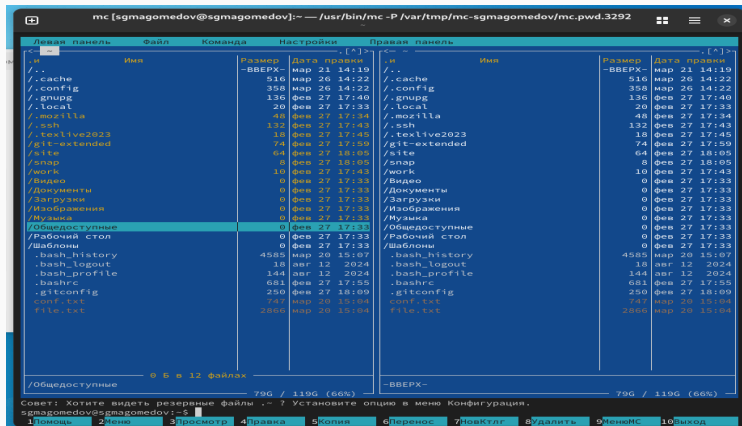 mc [sgmagomedov@sgmagomedov]:~ — /usr/bin/mc -P /var/tmp/mc-sgmagomedov/mc.pwd.3292
Левая панель Файл Команда Настройки Правая панель
<— ~ .[^]> <— ~ .[^]>
.и Имя Размер Дата правки .и Имя Размер Дата правки
/.. -ВВЕРХ- мар 21 14:19 /.. -ВВЕРХ- мар 21 14:19
/.cache 516 мар 26 14:22 /.cache 516 мар 26 14:22
/.config 358 мар 26 14:22 /.config 358 мар 26 14:22
/.gnupg 136 фев 27 17:40 /.gnupg 136 фев 27 17:40
/.local 20 фев 27 17:33 /.local 20 фев 27 17:33
/.mozilla 48 фев 27 17:34 /.mozilla 48 фев 27 17:34
/.ssh 132 фев 27 17:43 /.ssh 132 фев 27 17:43
/.texlive2023 18 фев 27 17:45 /.texlive2023 18 фев 27 17:45
/git-extended 74 фев 27 17:59 /git-extended 74 фев 27 17:59
/site 64 фев 27 18:05 /site 64 фев 27 18:05
/snap 8 фев 27 18:05 /snap 8 фев 27 18:05
/work 10 фев 27 17:43 /work 10 фев 27 17:43
/Видео 0 фев 27 17:33 /Видео 0 фев 27 17:33
/Документы 0 фев 27 17:33 /Документы 0 фев 27 17:33
/Загрузки 0 фев 27 17:33 /Загрузки 0 фев 27 17:33
/Изображения 0 фев 27 17:33 /Изображения 0 фев 27 17:33
/Музыка 0 фев 27 17:33 /Музыка 0 фев 27 17:33
/Общедоступные 0 фев 27 17:33 /Общедоступные 0 фев 27 17:33
/Рабочий стол 0 фев 27 17:33 /Рабочий стол 0 фев 27 17:33
/Шаблоны 0 фев 27 17:33 /Шаблоны 0 фев 27 17:33
.bash_history 4585 мар 20 15:07 .bash_history 4585 мар 20 15:07
.bash_logout 18 авг 12 2024 .bash_logout 18 авг 12 2024
.bash_profile 144 авг 12 2024 .bash_profile 144 авг 12 2024
.bashrc 681 фев 27 17:55 .bashrc 681 фев 27 17:55
.gitconfig 250 фев 27 18:09 .gitconfig 250 фев 27 18:09
conf.txt 747 мар 20 15:04 conf.txt 747 мар 20 15:04
file.txt 2866 мар 20 15:04 file.txt 2866 мар 20 15:04
0 Б в 12 файлах
/Общедоступные -ВВЕРХ-
79G / 119G (66%) 79G / 119G (66%)
Совет: Хотите видеть резервные файлы .~ ? Установите опцию в меню Конфигурация.
sgmagomedov@sgmagomedov:~$
1Помощь 2Меню 3Просмотр 4Правка 5Копия 6Перенос 7НовКтлг 8Удалить 9МенюMC 10Выход